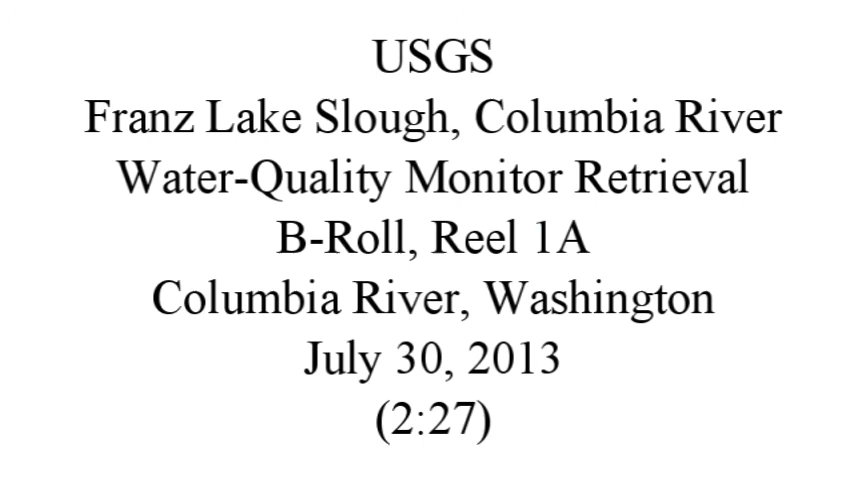 USGS
Franz Lake Slough, Columbia River
Water-Quality Monitor Retrieval
B-Roll, Reel 1A
Columbia River, Washington
July 30, 2013
(2:27)